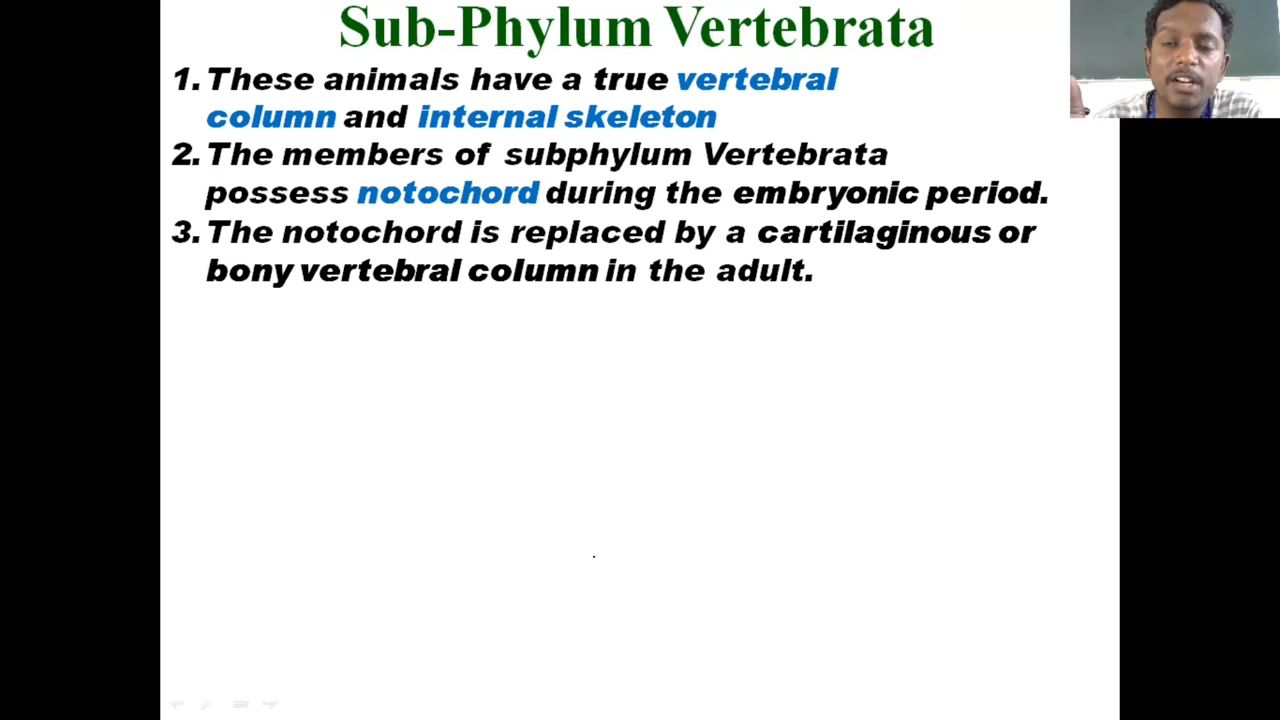 Sub-Phylum Vertebrata
1. These animals have a true vertebral
column and internal skeleton
2. The members of subphylum Vertebrata
possess notochord during the embryonic period.
3. The notochord is replaced by a cartilaginous or
bony vertebral column in the adult.